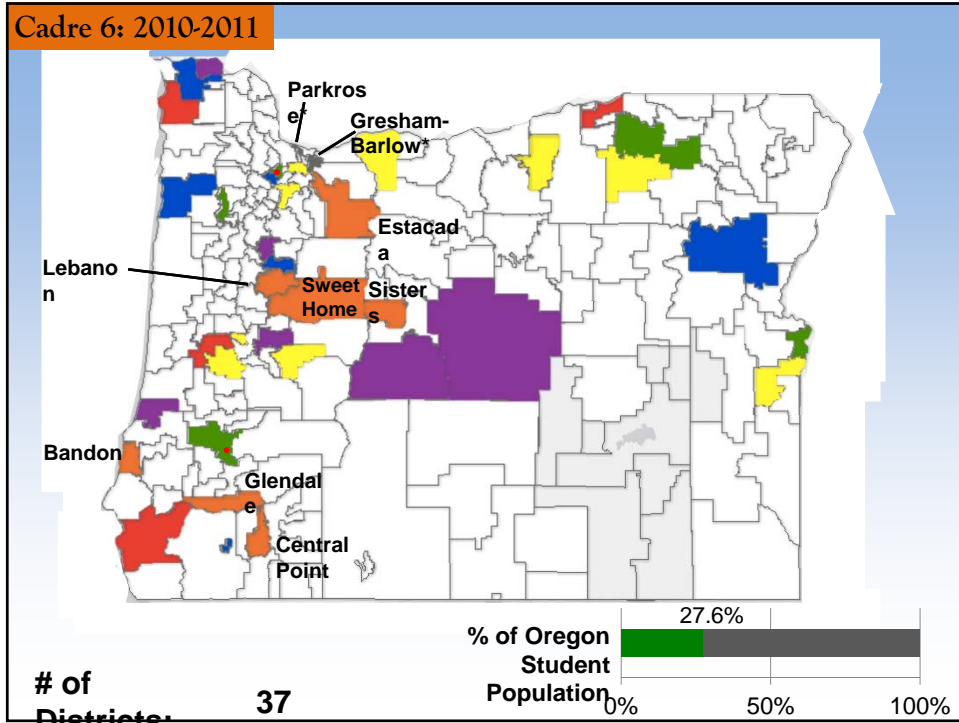 Cadre 6: 2010-2011
Parkros
e*
Gresham-
Barlow*
Estacad
a
Lebano
n
Sweet
Home
Sister
s
Bandon
Glendal
e
Central
Point
27.6%
% of Oregon
Student
Population
0%
50%
100%
# of
Districts:
37